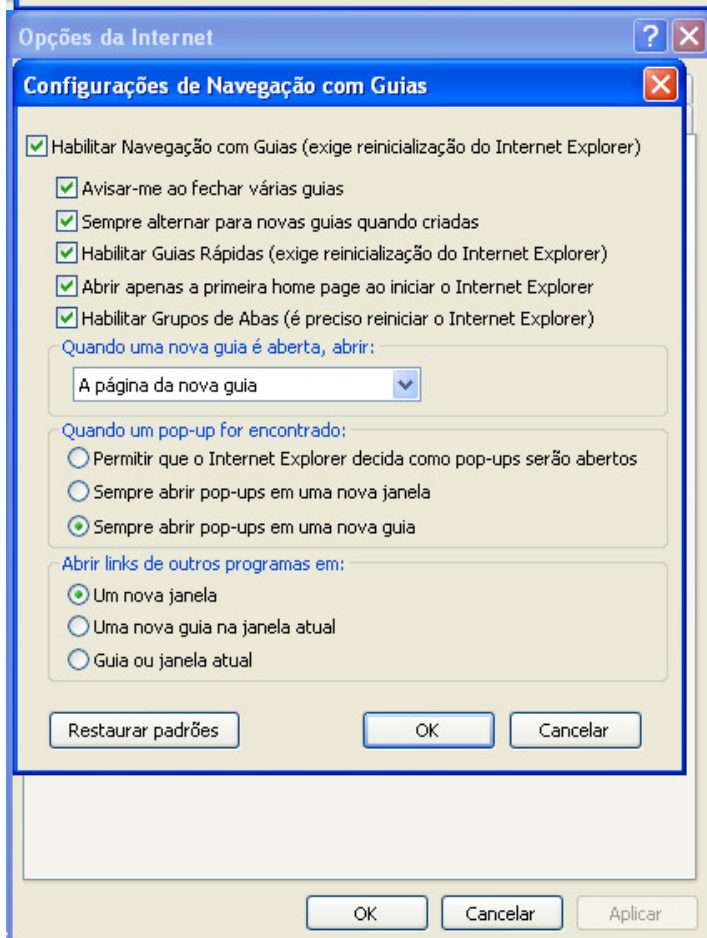 Opções da Internet
Configurações de Navegação com Guias
Habilitar Navegação com Guias (exige reinicialização do Internet Explorer)
Avisar-me ao fechar várias guias
Sempre alternar para novas guias quando criadas
Habilitar Guias Rápidas (exige reinicialização do Internet Explorer)
Abrir apenas a primeira home page ao iniciar o Internet Explorer
Habilitar Grupos de Abas (é preciso reiniciar o Internet Explorer)
Quando uma nova guia é aberta, abrir:
A página da nova guia
Quando um pop-up for encontrado:
Permitir que o Internet Explorer decida como pop-ups serão abertos
Sempre abrir pop-ups em uma nova janela
Sempre abrir pop-ups em uma nova guia
Abrir links de outros programas em:
Um nova janela
Uma nova guia na janela atual
Guia ou janela atual
Restaurar padrões OK Cancelar
OK Cancelar Aplicar